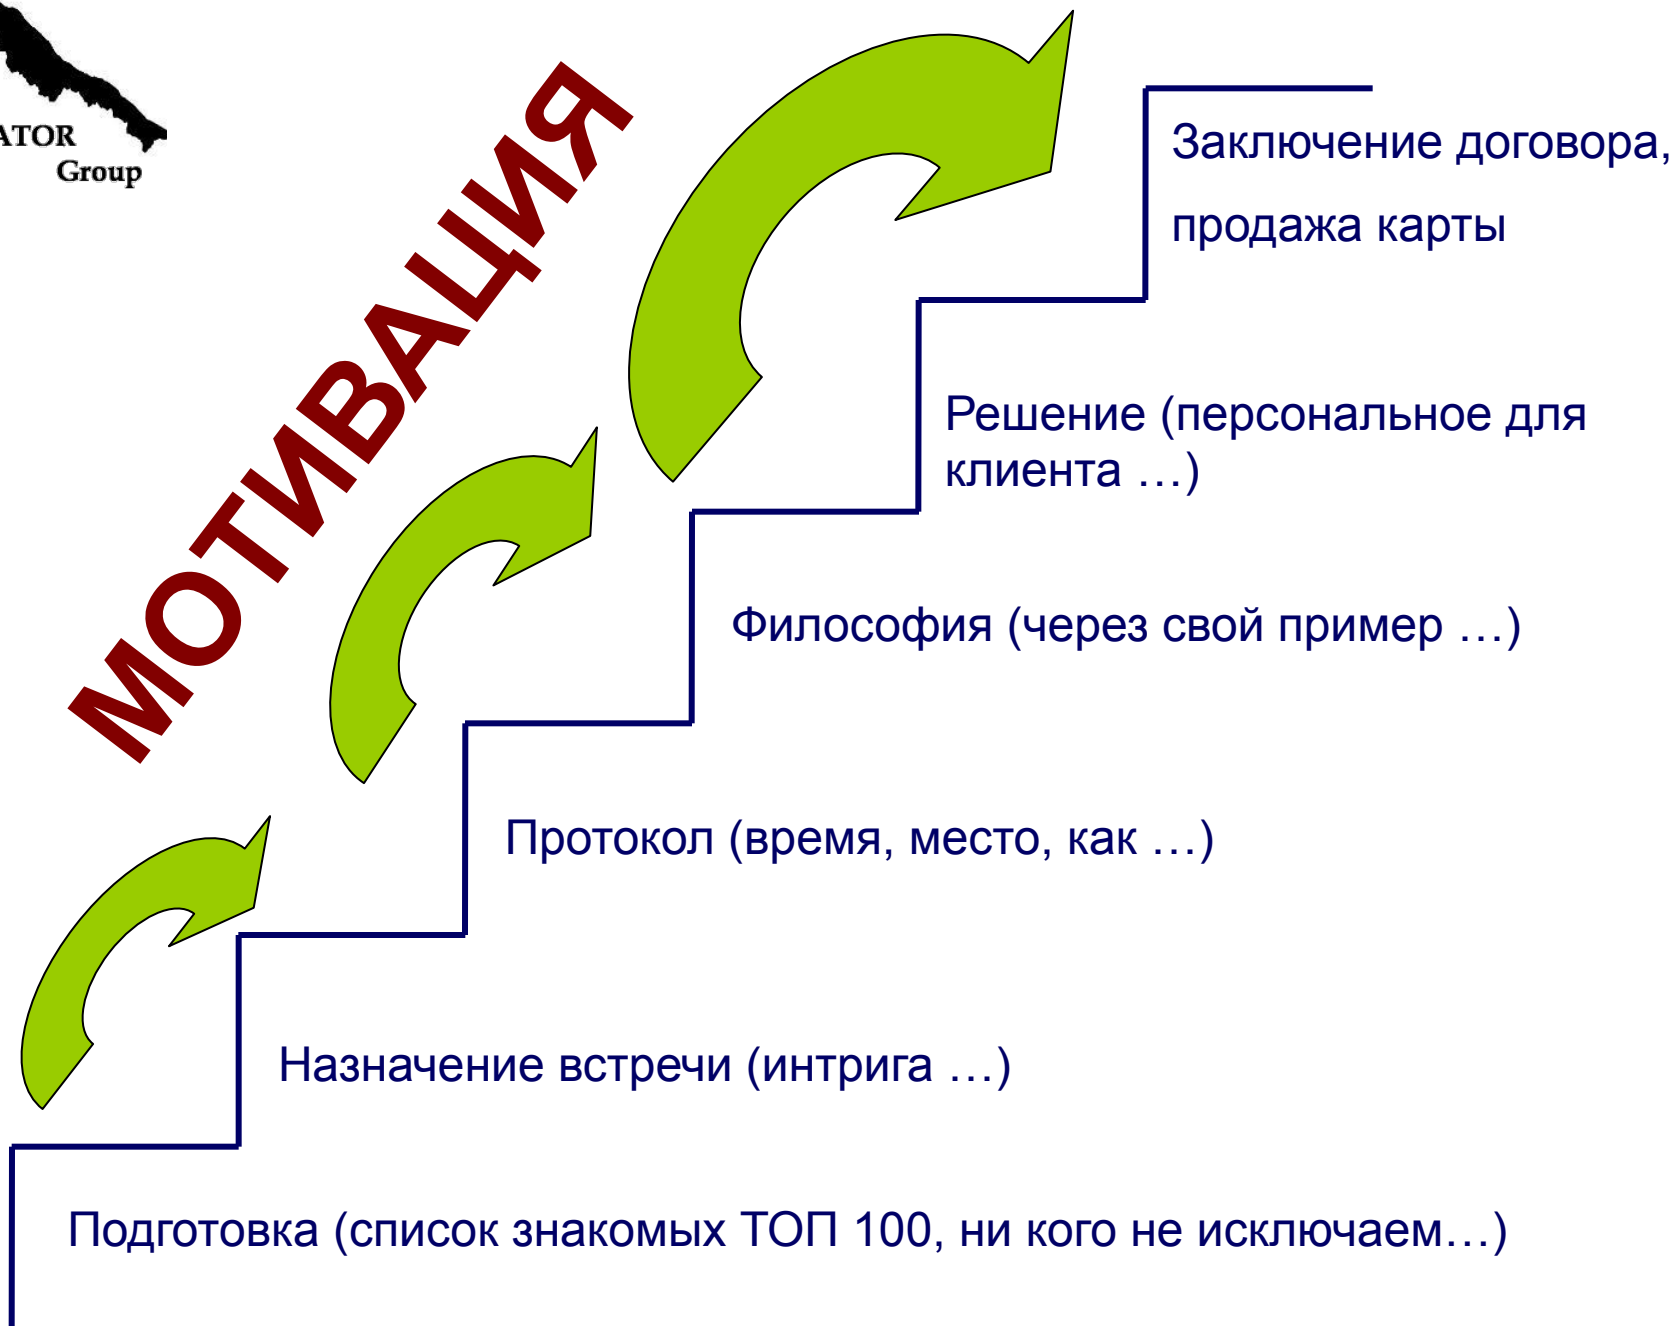 Group
МОТИВАЦИЯ
Заключение договора,
продажа карты
Решение (персональное для
клиента …)
Философия (через свой пример …)
Протокол (время, место, как …)
Назначение встречи (интрига …)
Подготовка (список знакомых ТОП 100, ни кого не исключаем…)